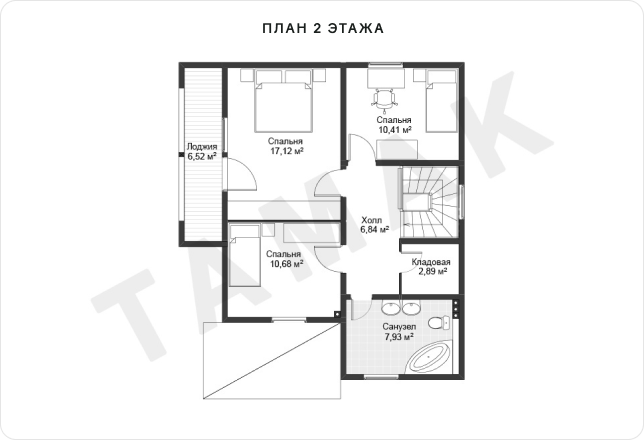 ПЛАН 2 ЭТАЖА
Спальня
10,41 м²
Спальня
17,12 м²
Лоджия
6,52 м²
Холл
6,84 м²
Спальня
10,68 м²
Кладовая
2,89 м²
Санузел
7,93 м²
TAMAK